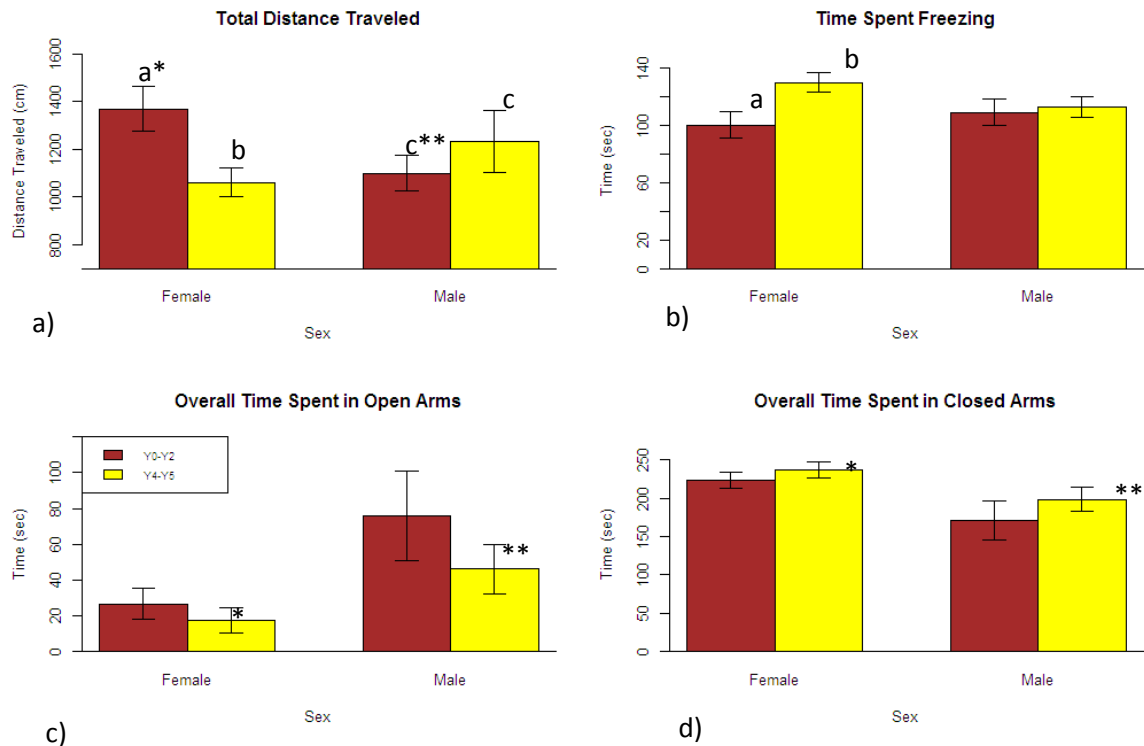 Total Distance Traveled
Distance Traveled (cm)
800 1000 1200 1400 1600
a*
b
c**
c
Female Male
Sex
a)
Time Spent Freezing
Time (sec)
0 20 60 100 140
a
b
Female Male
Sex
b)
Overall Time Spent in Open Arms
Time (sec)
0 20 40 60 80 100
Y0-Y2
Y4-Y5
*
**
Female Male
Sex
c)
Overall Time Spent in Closed Arms
Time (sec)
0 50 100 150 200 250
*
**
Female Male
Sex
d)